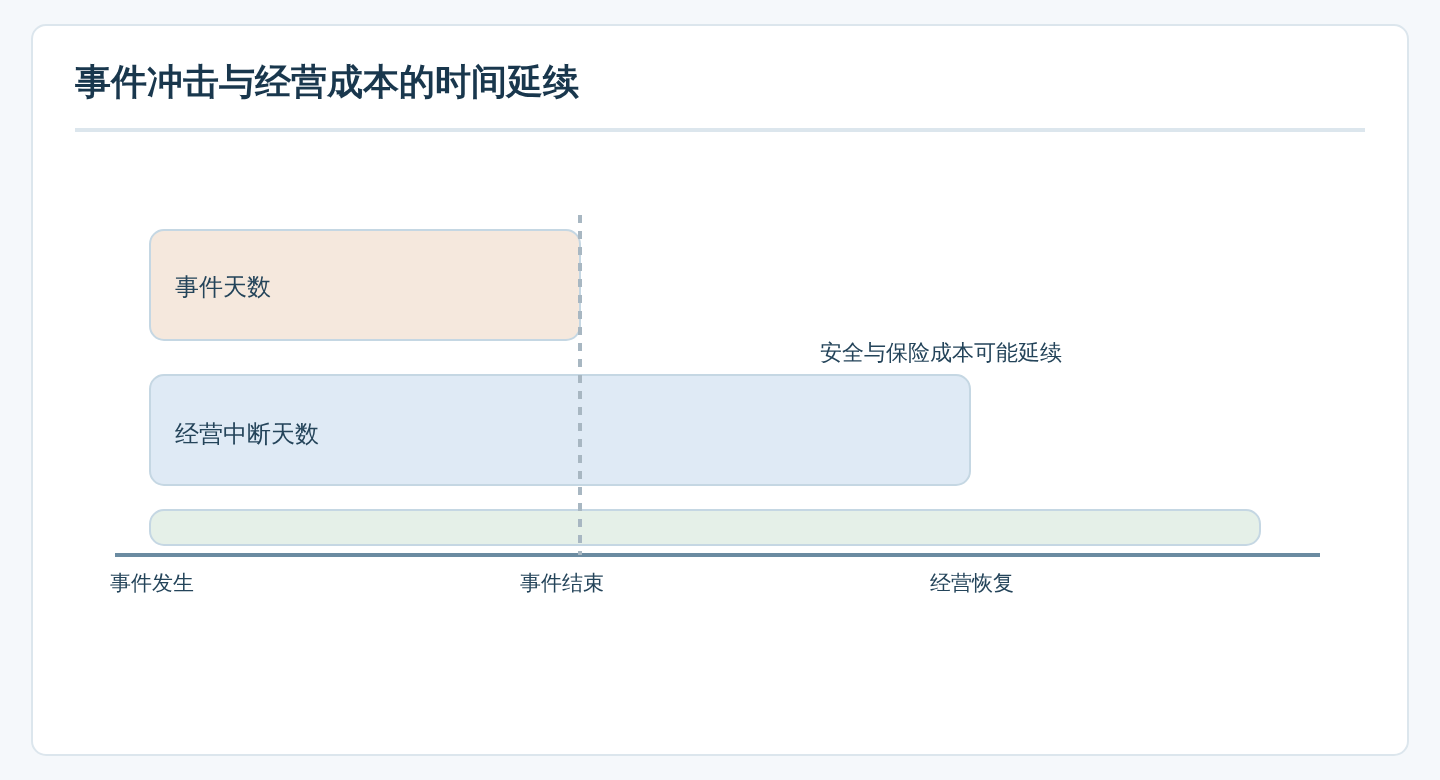 事件冲击与经营成本的时间延续
事件天数
安全与保险成本可能延续
经营中断天数
事件发生
事件结束
经营恢复